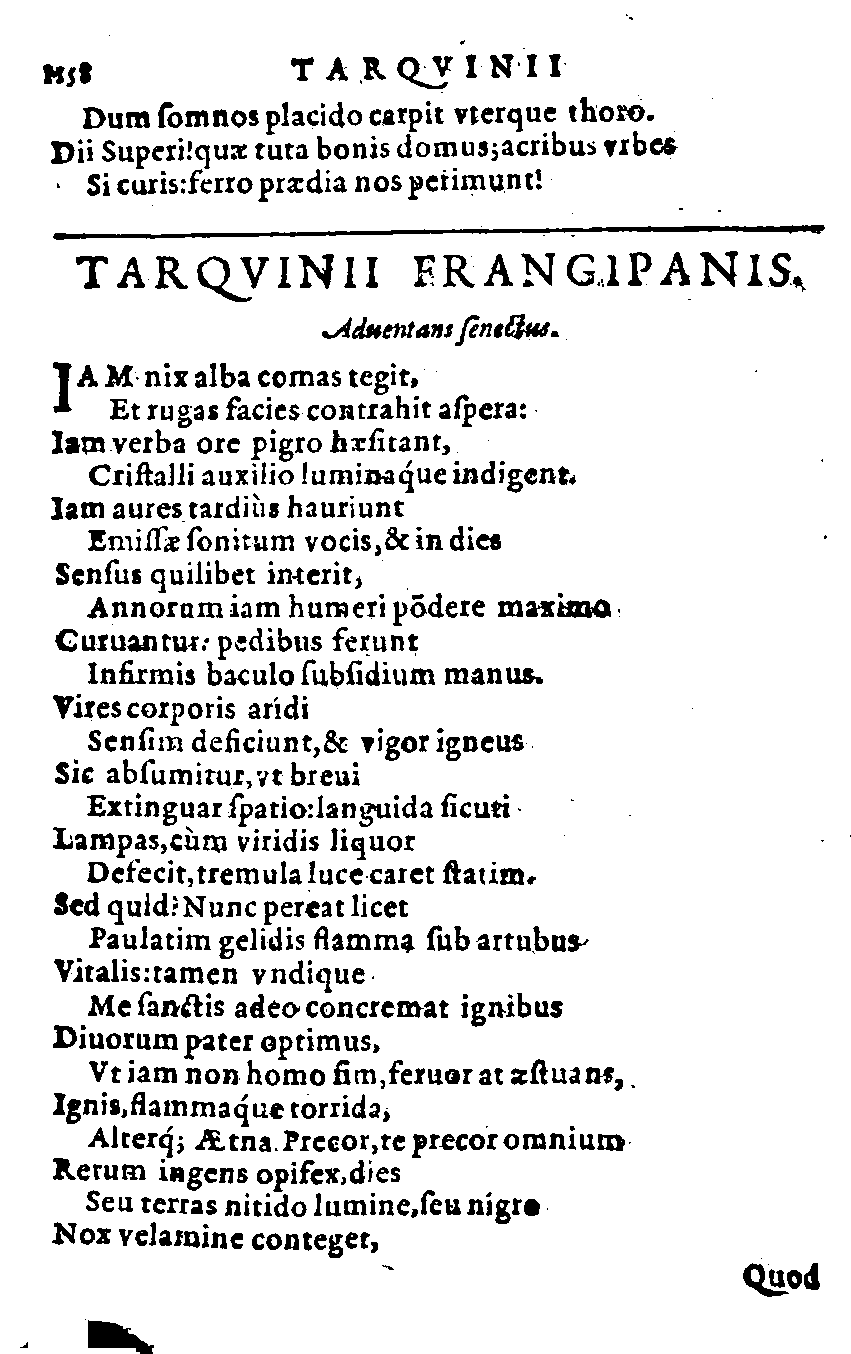 M58 TARQVINII
Dum ſomnos placido carpit vterque thoro.
Dii Superi!quæ tuta bonis domus;acribus vrbes
Si curis:ferro prædia nos perimunt!
TARQVINII FRANGIPANIS.
Aduentans ſenectus.
IAM nix alba comas tegit,
Et rugas facies contrahit aſpera:
Iam verba ore pigro hæſitant,
Criſtalli auxilio luminaq́ue indigent.
Iam aures tardiùs hauriunt
Emiſſæ ſonitum vocis,& in dies
Senſus quilibet interit,
Annorum iam humeri põdere maximo
Curuantur: pedibus ferunt
Infirmis baculo ſubſidium manus.
Vires corporis aridi
Senſim deficiunt,& vigor igneus
Sic abſumitur,vt breui
Extinguar ſpatio:languida ſicuti
Lampas,cùm viridis liquor
Defecit,tremula luce caret ſtatim.
Sed quid?Nunc pereat licet
Paulatim gelidis flamma ſub artubus
Vitalis:tamen vndique
Me ſanctis adeo concremat ignibus
Diuorum pater optimus,
Vt iam non homo ſim,feruor at æſtuans,
Ignis,flammaq́ue torrida,
Alterq́; Ætna.Precor,te precor omnium
Rerum ingens opifex,dies
Seu terras nitido lumine,ſeu nigro
Nox velamine conteget,
Quod